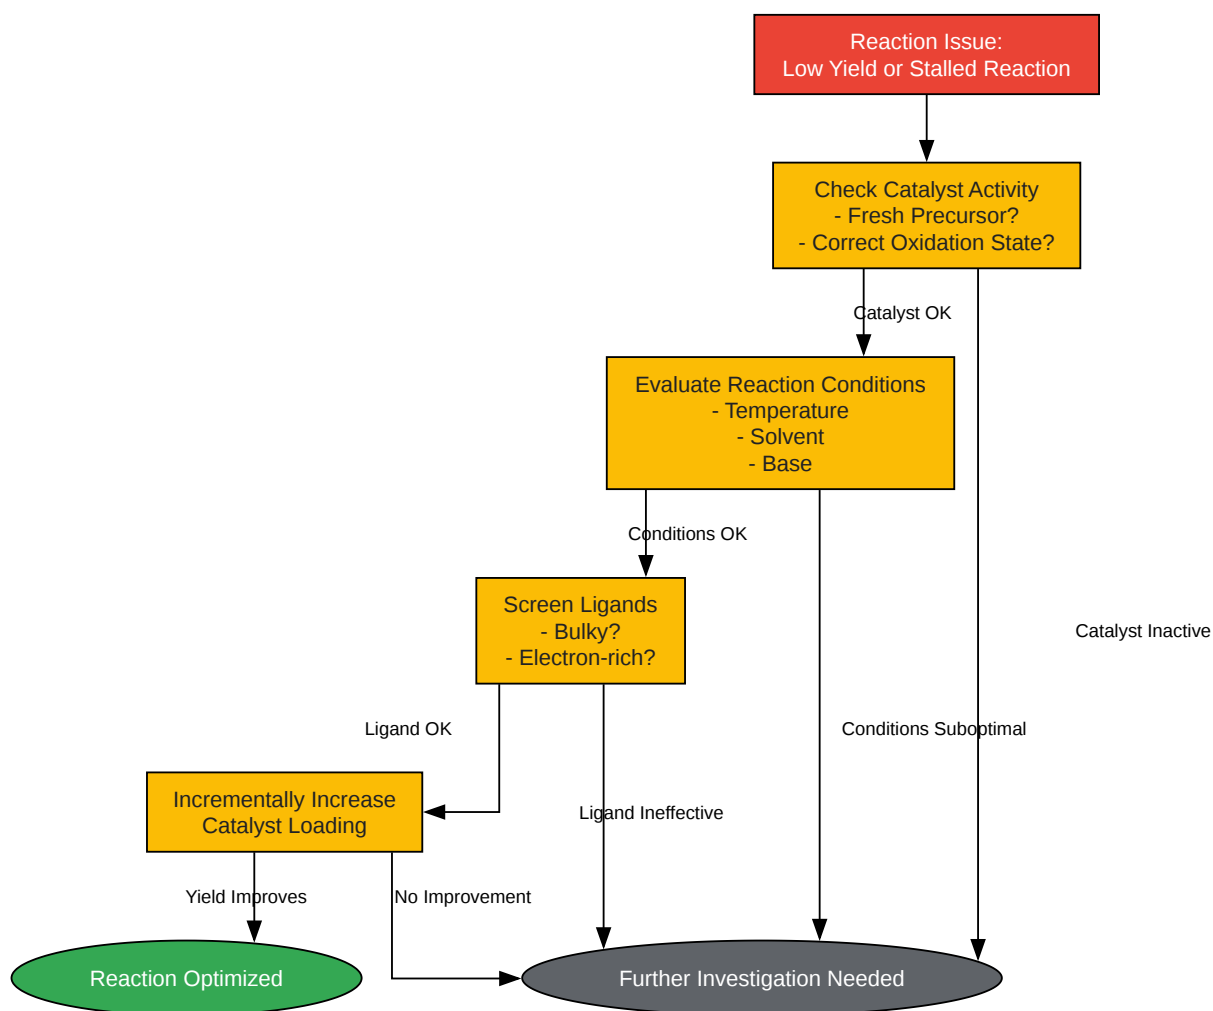 Reaction Issue:
Low Yield or Stalled Reaction
Check Catalyst Activity
- Fresh Precursor?
- Correct Oxidation State?
Catalyst OK
Evaluate Reaction Conditions
- Temperature
- Solvent
- Base
Conditions OK
Screen Ligands
- Bulky?
- Electron-rich?
Catalyst Inactive
Ligand OK
Conditions Suboptimal
Incrementally Increase
Catalyst Loading
Ligand Ineffective
Yield Improves
No Improvement
Reaction Optimized
Further Investigation Needed